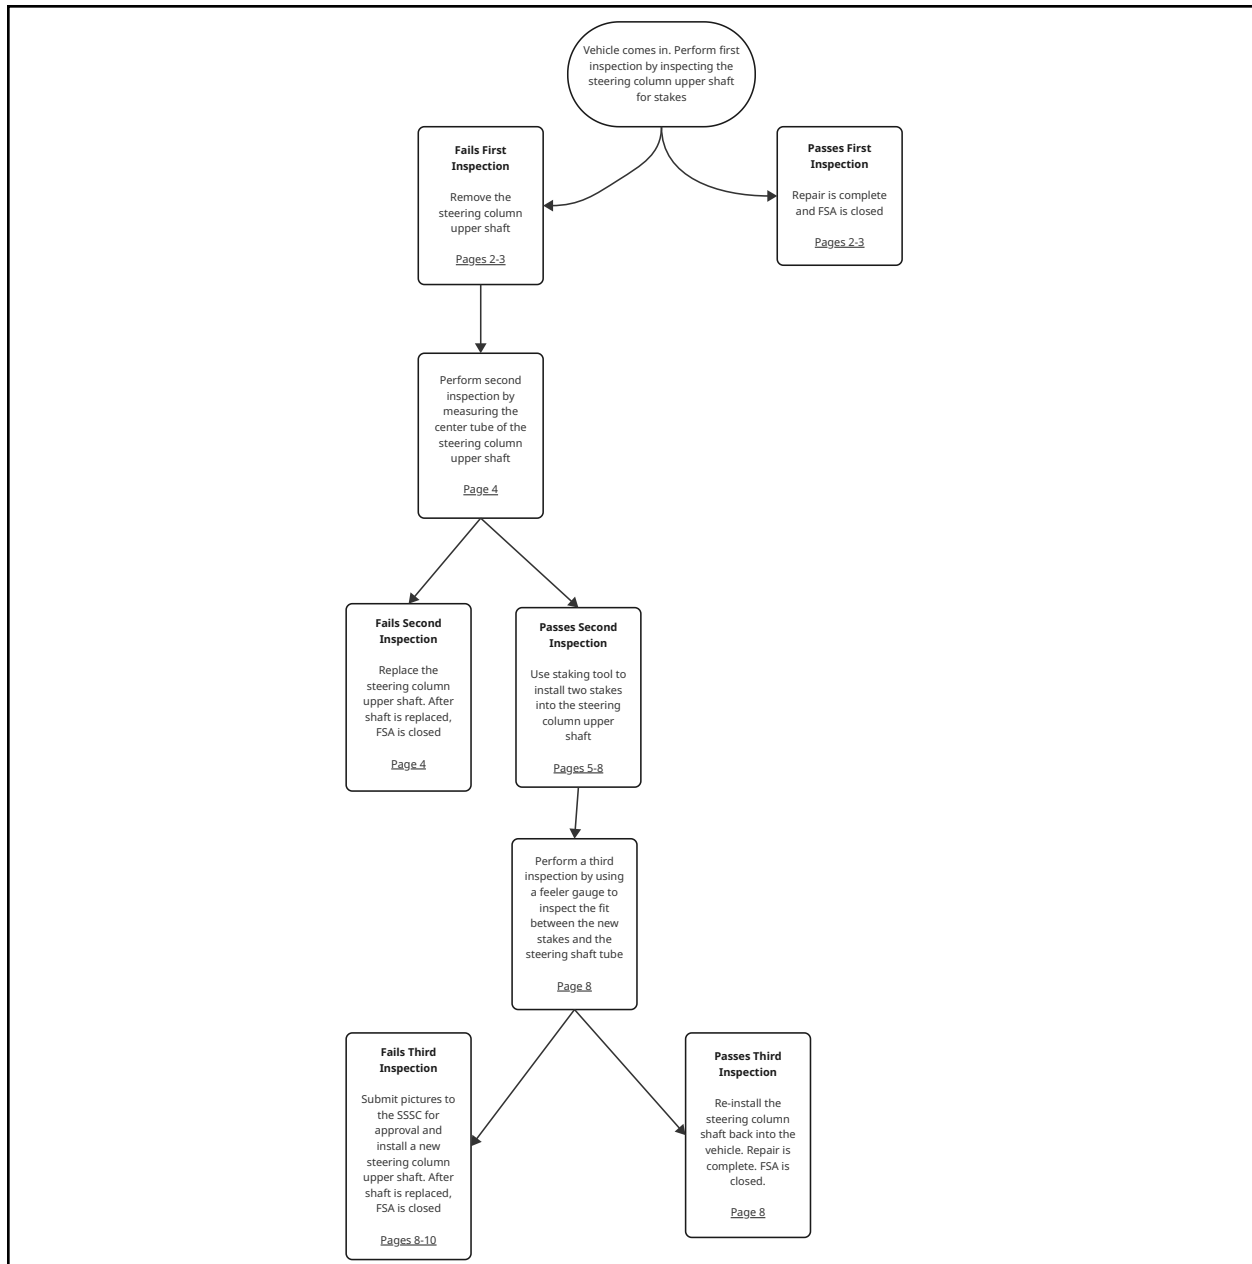 Vehicle comes in. Perform first
inspection by inspecting the
steering column upper shaft
for stakes
Fails First
Inspection
Remove the
steering column
upper shaft
Pages 2-3
Passes First
Inspection
Repair is complete
and FSA is closed
Pages 2-3
Perform second
inspection by
measuring the
center tube of the
steering column
upper shaft
Page 4
Fails Second
Inspection
Replace the
steering column
upper shaft. After
shaft is replaced,
FSA is closed
Page 4
Passes Second
Inspection
Use staking tool to
install two stakes
into the steering
column upper
shaft
Pages 5-8
Perform a third
inspection by using
a feeler gauge to
inspect the fit
between the new
stakes and the
steering shaft tube
Page 8
Fails Third
Inspection
Submit pictures to
the SSSC for
approval and
install a new
steering column
upper shaft. After
shaft is replaced,
FSA is closed
Pages 8-10
Passes Third
Inspection
Re-install the
steering column
shaft back into the
vehicle. Repair is
complete. FSA is
closed.
Page 8